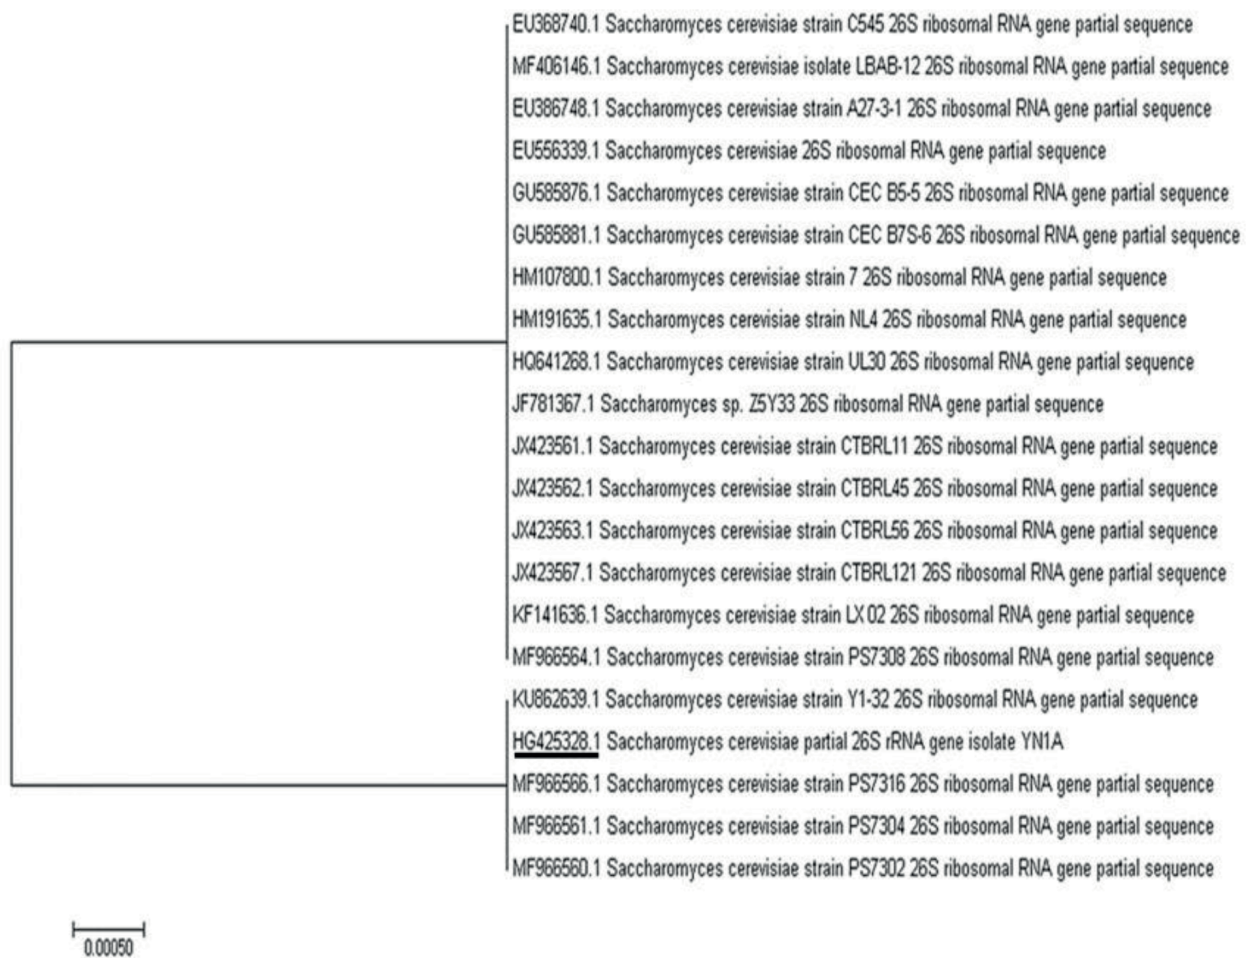 EU368740.1 Saccharomyces cerevisiae strain C545 26S ribosomal RNA gene partial sequence
MF406146.1 Saccharomyces cerevisiae isolate LBAB-12 26S ribosomal RNA gene partial sequence
EU386748.1 Saccharomyces cerevisiae strain A27-3-1 26S ribosomal RNA gene partial sequence
EU556339.1 Saccharomyces cerevisiae 26S ribosomal RNA gene partial sequence
GU585876.1 Saccharomyces cerevisiae strain CEC B5-5 26S ribosomal RNA gene partial sequence
GU585881.1 Saccharomyces cerevisiae strain CEC B7S-6 26S ribosomal RNA gene partial sequence
HM107800.1 Saccharomyces cerevisiae strain 7 26S ribosomal RNA gene partial sequence
HM191635.1 Saccharomyces cerevisiae strain NL4 26S ribosomal RNA gene partial sequence
HQ641268.1 Saccharomyces cerevisiae strain UL30 26S ribosomal RNA gene partial sequence
JF781367.1 Saccharomyces sp. Z5Y33 26S ribosomal RNA gene partial sequence
JX423561.1 Saccharomyces cerevisiae strain CTBRL11 26S ribosomal RNA gene partial sequence
JX423562.1 Saccharomyces cerevisiae strain CTBRL45 26S ribosomal RNA gene partial sequence
JX423563.1 Saccharomyces cerevisiae strain CTBRL56 26S ribosomal RNA gene partial sequence
JX423567.1 Saccharomyces cerevisiae strain CTBRL121 26S ribosomal RNA gene partial sequence
KF141636.1 Saccharomyces cerevisiae strain LX 02 26S ribosomal RNA gene partial sequence
MF966564.1 Saccharomyces cerevisiae strain PS7308 26S ribosomal RNA gene partial sequence
KU862639.1 Saccharomyces cerevisiae strain Y1-32 26S ribosomal RNA gene partial sequence
HG425328.1 Saccharomyces cerevisiae partial 26S rRNA gene isolate YN1A
MF966566.1 Saccharomyces cerevisiae strain PS7316 26S ribosomal RNA gene partial sequence
MF966561.1 Saccharomyces cerevisiae strain PS7304 26S ribosomal RNA gene partial sequence
MF966560.1 Saccharomyces cerevisiae strain PS7302 26S ribosomal RNA gene partial sequence
0.00050